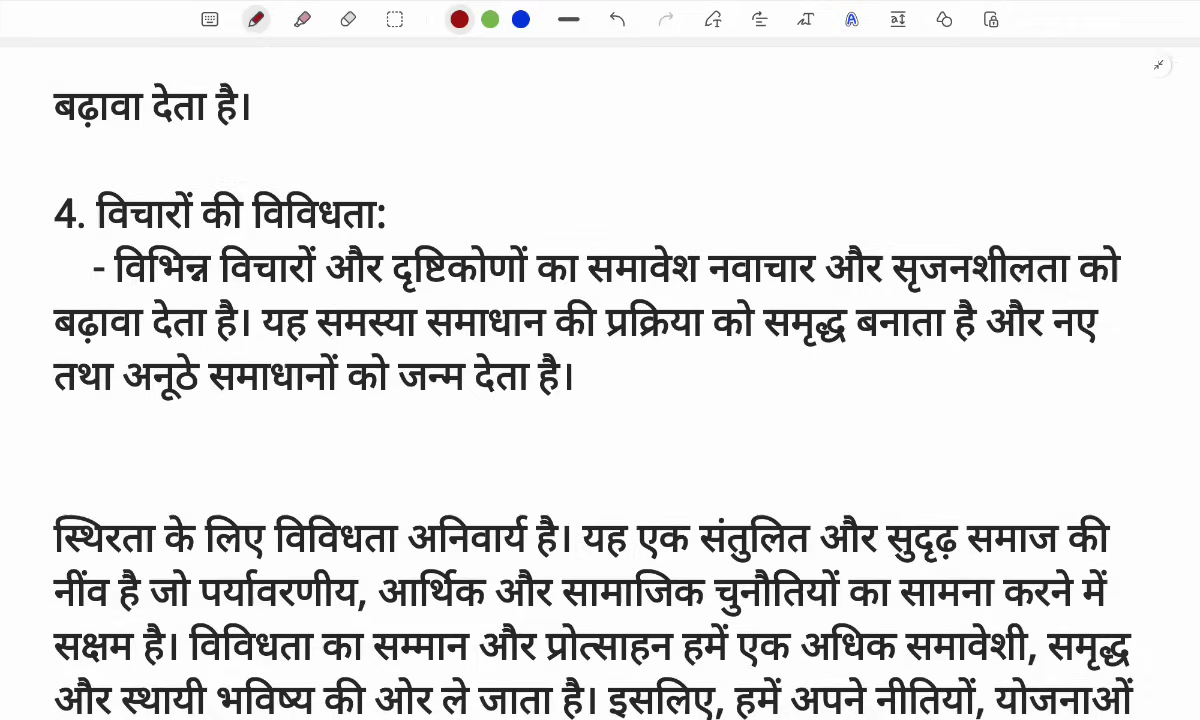 बढ़ावा देता है।
4. विचारों की विविधता:
- विभिन्न विचारों और दृष्टिकोणों का समावेश नवाचार और सृजनशीलता को
बढ़ावा देता है। यह समस्या समाधान की प्रक्रिया को समृद्ध बनाता है और नए
तथा अनूठे समाधानों को जन्म देता है।
स्थिरता के लिए विविधता अनिवार्य है। यह एक संतुलित और सुदृढ़ समाज की
नींव है जो पर्यावरणीय, आर्थिक और सामाजिक चुनौतियों का सामना करने में
सक्षम है। विविधता का सम्मान और प्रोत्साहन हमें एक अधिक समावेशी, समृद्ध
और स्थायी भविष्य की ओर ले जाता है। इसलिए, हमें अपने नीतियों, योजनाओं